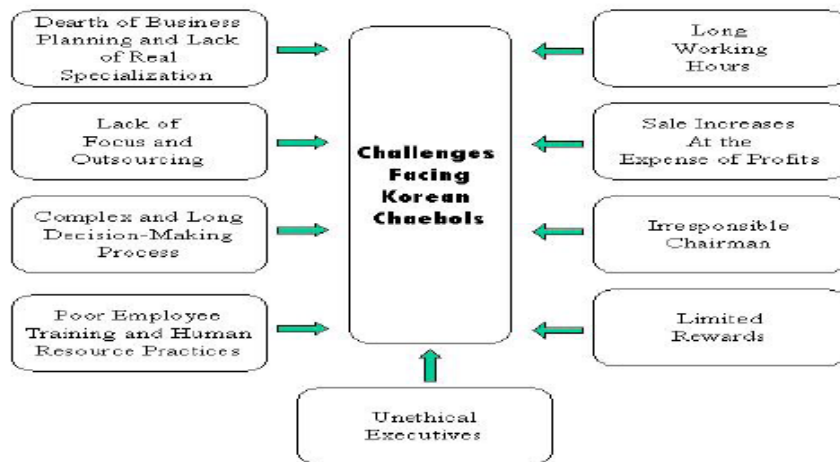 Dearth of Business
Planning and Lack
of Real
Specialization
Lack of
Focus and
Outsourcing
Complex and Long
Decision-Making
Process
Poor Employee
Training and Human
Resource Practices
Challenges
Facing
Korean
Chaebols
Long
Working
Hours
Sale Increases
At the
Expense of Profits
Irresponsible
Chairman
Limited
Rewards
Unethical
Executives